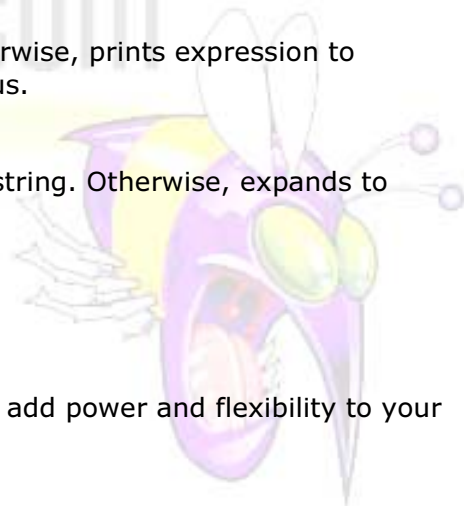 rwise, prints expression to
us.
string. Otherwise, expands to
add power and flexibility to your